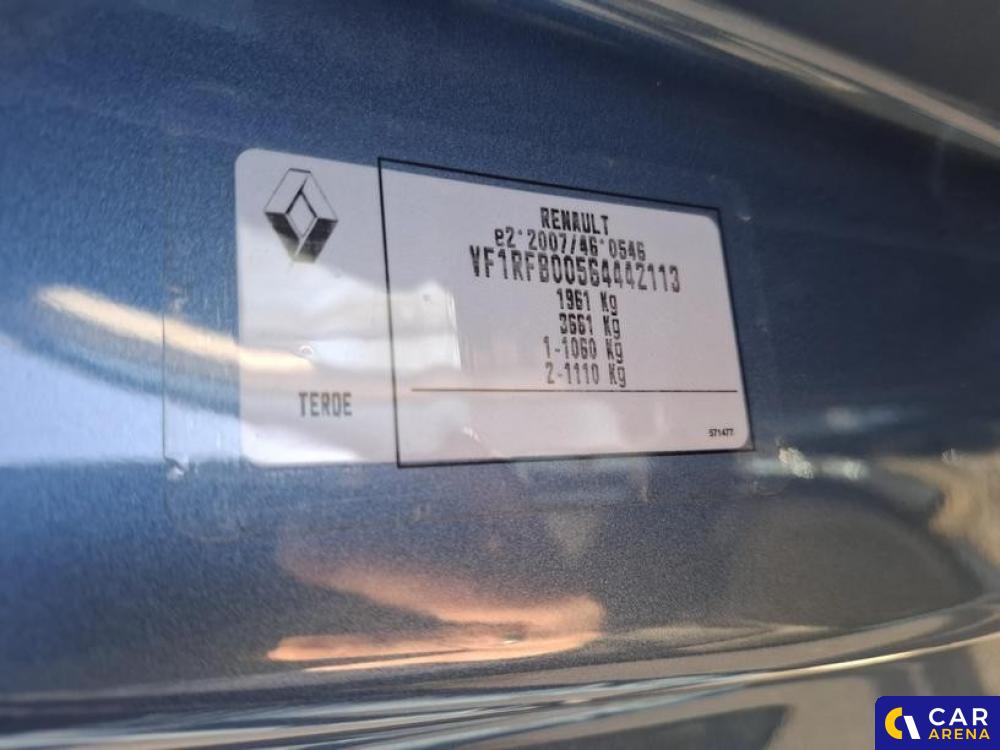 RENAULT
e2*2007/46*0546
VF1RFB00564442113
1961 Kg
3661 Kg
1-1060 Kg
2-1110 Kg
TERDE
571477
CAR
ARENA